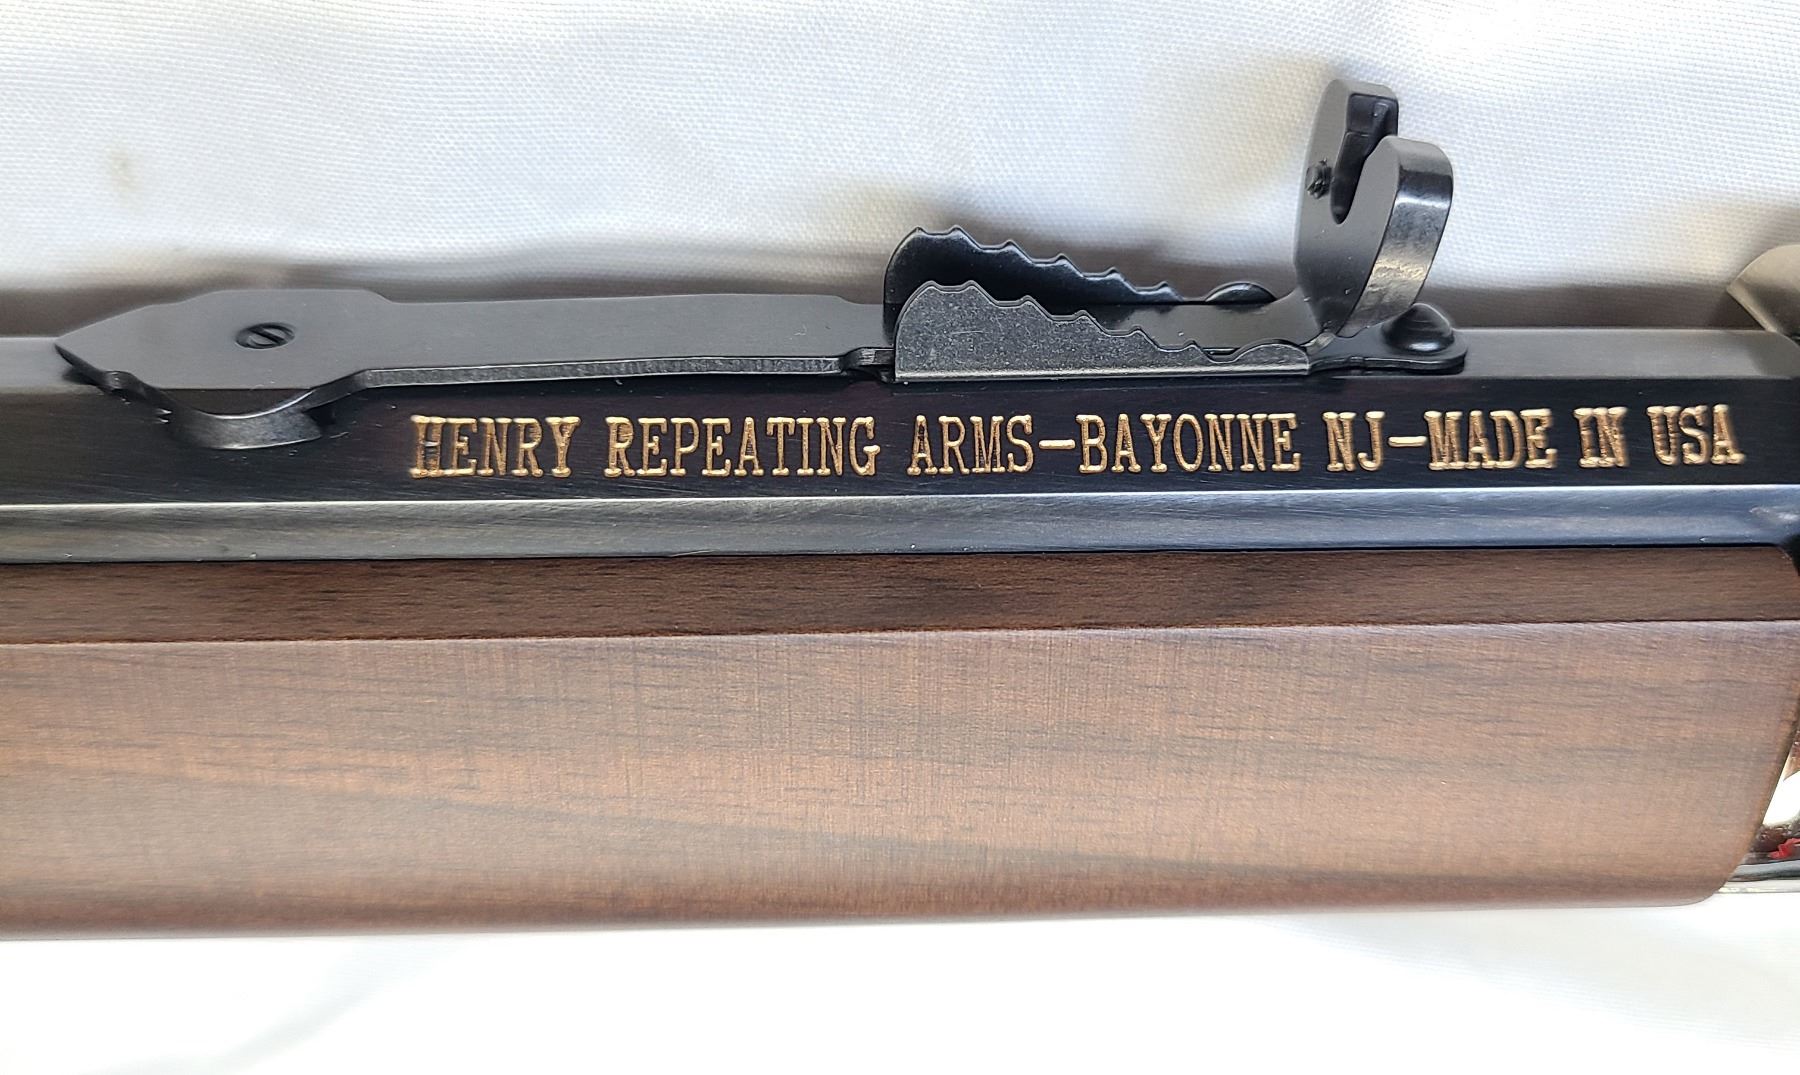 HENRY REPEATING ARMS-BAYONNE NJ-MADE IN USA